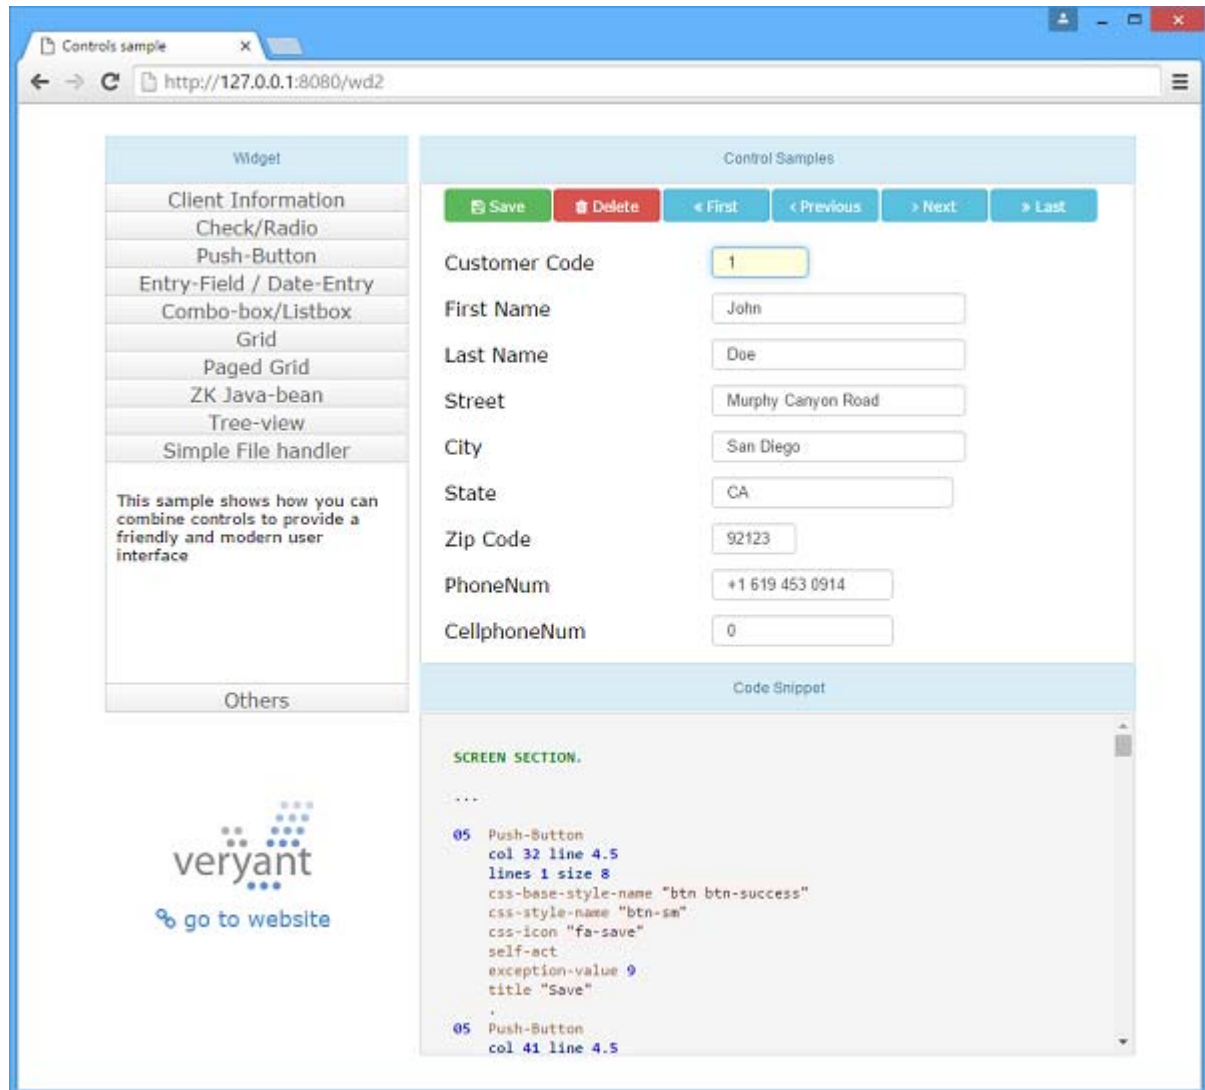 Controls sample
http://127.0.0.1:8080/wd2
Widget
Client Information
Check/Radio
Push-Button
Entry-Field / Date-Entry
Combo-box/Listbox
Grid
Paged Grid
ZK Java-bean
Tree-view
Simple File handler
This sample shows how you can
combine controls to provide a
friendly and modern user
interface
Others
veryant
go to website
Control Samples
Save Delete « First ‹ Previous › Next » Last
Customer Code 1
First Name John
Last Name Doe
Street Murphy Canyon Road
City San Diego
State CA
Zip Code 92123
PhoneNum +1 619 453 0914
CellphoneNum 0
Code Snippet
SCREEN SECTION.
...
05 Push-Button
col 32 line 4.5
lines 1 size 8
css-base-style-name "btn btn-success"
css-style-name "btn-sm"
css-icon "fa-save"
self-act
exception-value 9
title "Save"
.
05 Push-Button
col 41 line 4.5